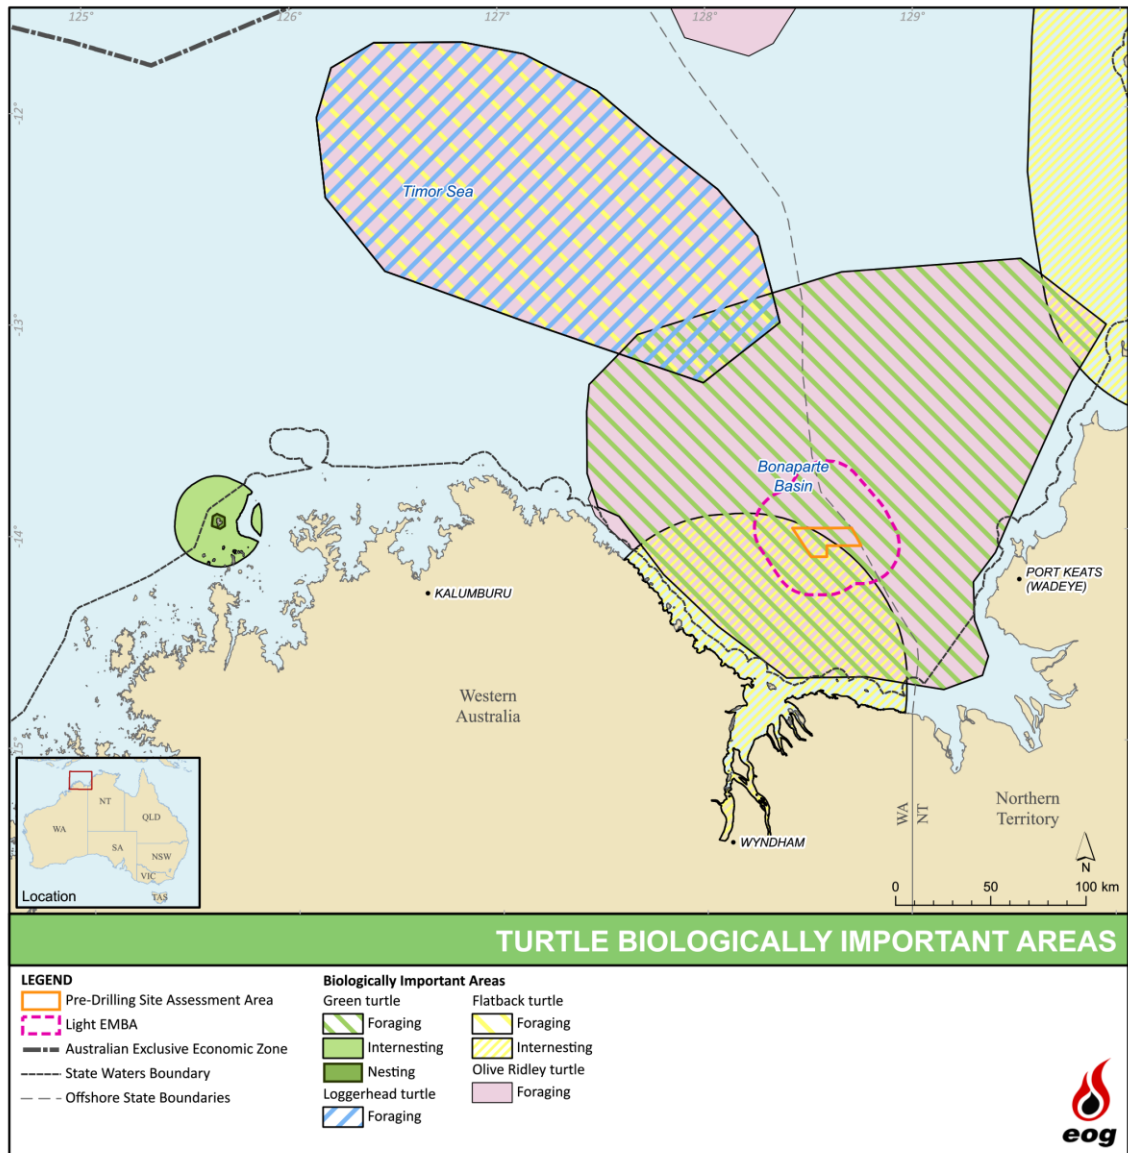 125° 126° 127° 128° 129°
-12°
Timor Sea
-13°
Bonaparte
Basin
-14°
PORT KEATS
(WADEYE)
KALUMBURU
Western
Australia
-15°
Northern
Territory
WA
NT
WYNDHAM
N
0 50 100 km
NT
WA
QLD
SA
NSW
VIC
TAS
Location
TURTLE BIOLOGICALLY IMPORTANT AREAS
LEGEND
Pre-Drilling Site Assessment Area
Light EMBA
Australian Exclusive Economic Zone
State Waters Boundary
Offshore State Boundaries
Biologically Important Areas
Green turtle
Foraging
Internesting
Nesting
Loggerhead turtle
Foraging
Flatback turtle
Foraging
Internesting
Olive Ridley turtle
Foraging
eog